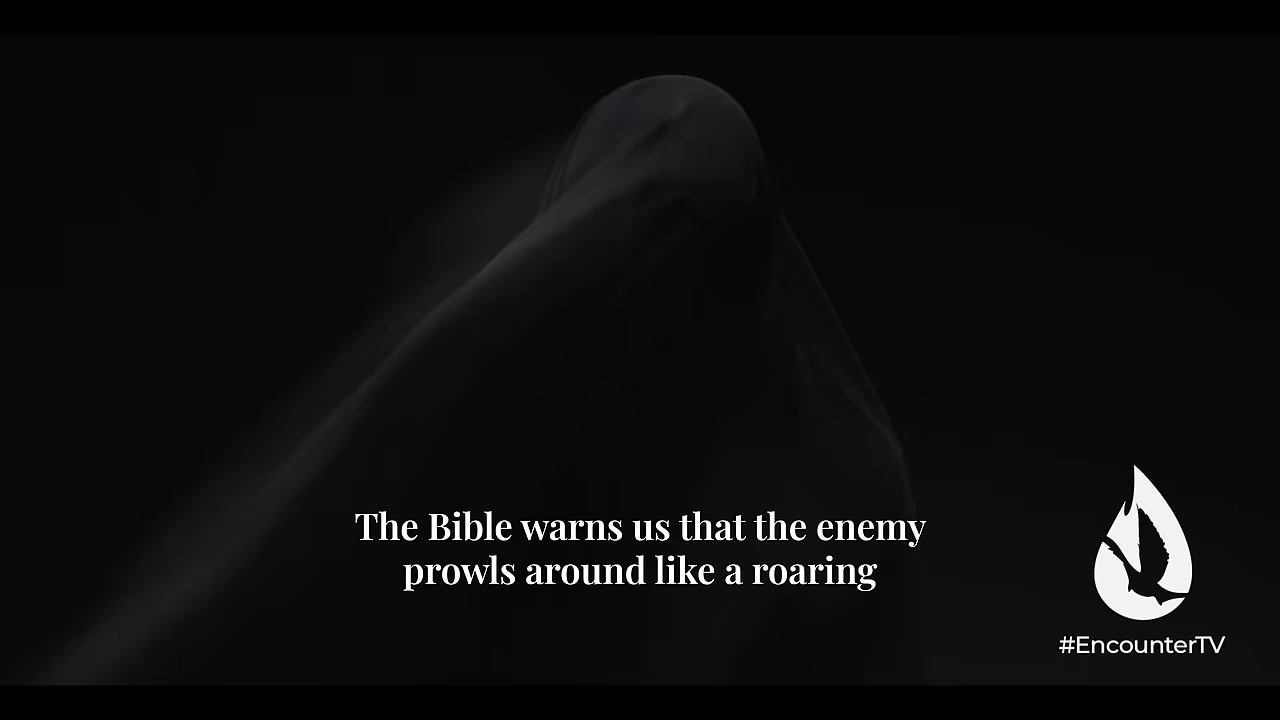 The Bible warns us that the enemy
prowls around like a roaring
#EncounterTV